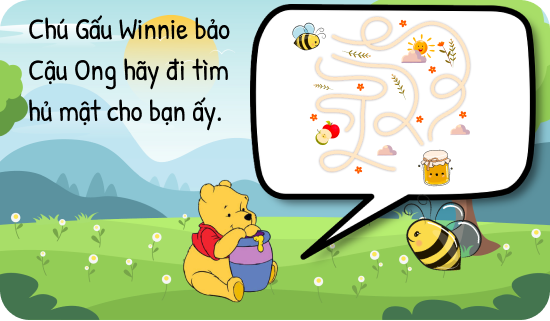 Chú Gấu Winnie bảo
Cậu Ong hãy đi tìm
hủ mật cho bạn ấy.